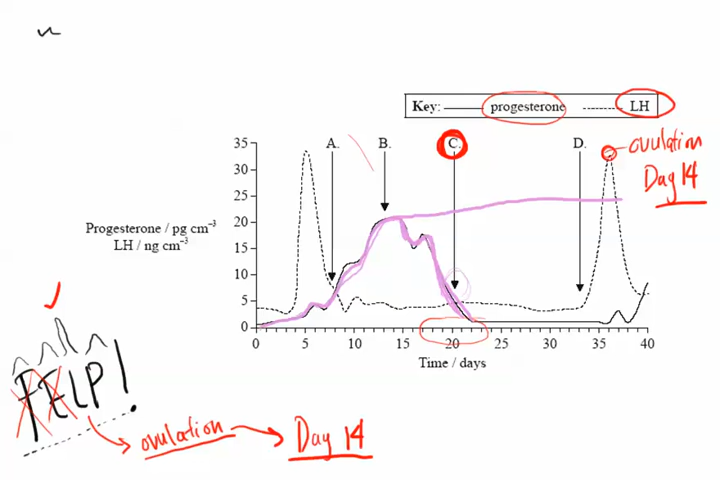 Key: progesterone LH
ovulation
Day 14
A. B. C. D.
35
30
25
20
15
10
5
0
Progesterone / pg cm⁻³
LH / ng cm⁻³
0 5 10 15 20 25 30 35 40
Time / days
FELP!
ovulation → Day 14